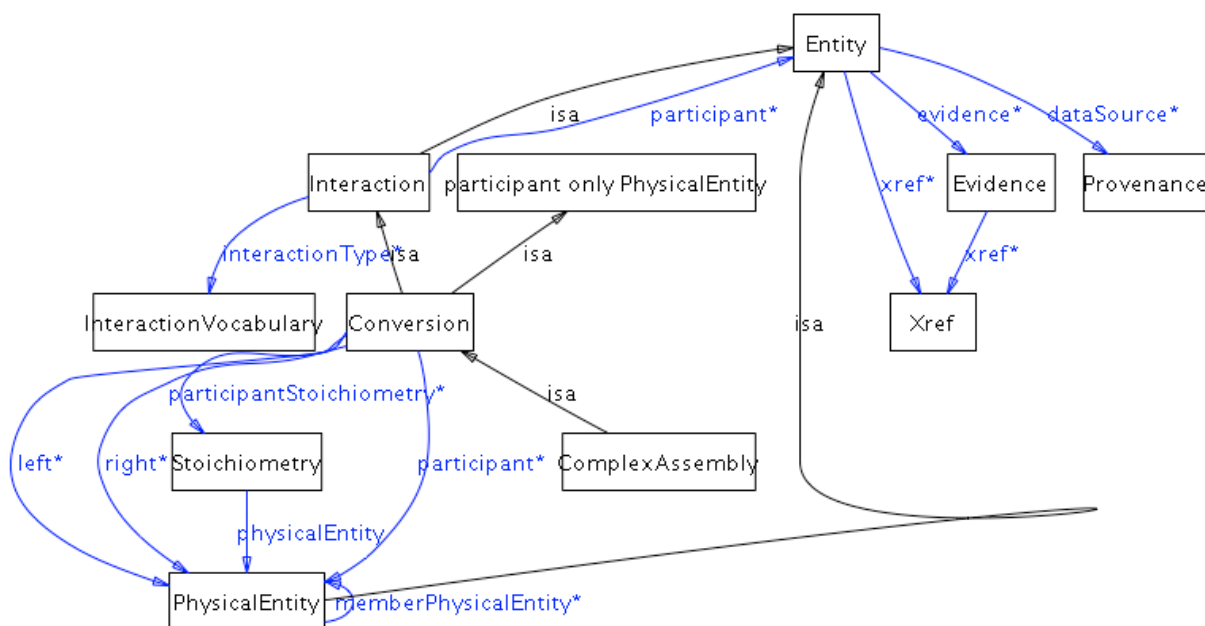 Entity
isa
participant*
evidence*
dataSource*
Interaction
participant only PhysicalEntity
xref*
Evidence
Provenance
interactionType*
isa
isa
xref*
InteractionVocabulary
Conversion
isa
Xref
participantStoichiometry*
isa
left*
right*
Stoichiometry
participant*
ComplexAssembly
physicalEntity
PhysicalEntity
memberPhysicalEntity*